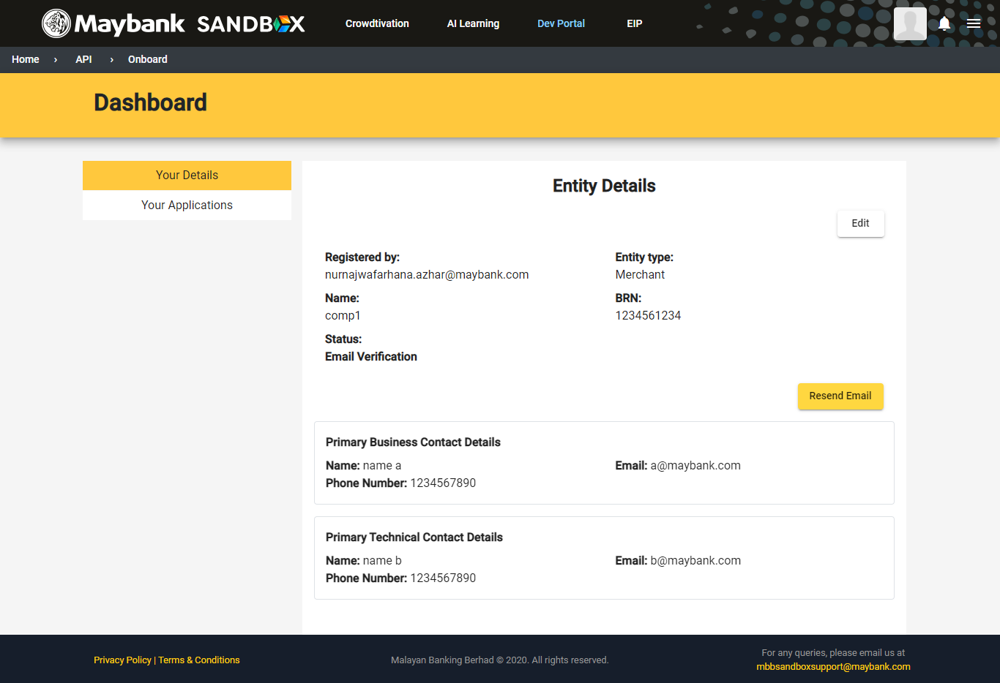 Maybank SANDBOX
Crowdtivation
AI Learning
Dev Portal
EIP
Home › API › Onboard
Dashboard
Your Details
Your Applications
Entity Details
Edit
Registered by:
nurnajwafarhana.azhar@maybank.com
Entity type:
Merchant
Name:
comp1
BRN:
1234561234
Status:
Email Verification
Resend Email
Primary Business Contact Details
Name: name a
Email: a@maybank.com
Phone Number: 1234567890
Primary Technical Contact Details
Name: name b
Email: b@maybank.com
Phone Number: 1234567890
Privacy Policy | Terms & Conditions
Malayan Banking Berhad © 2020. All rights reserved.
For any queries, please email us at
mbbsandboxsupport@maybank.com